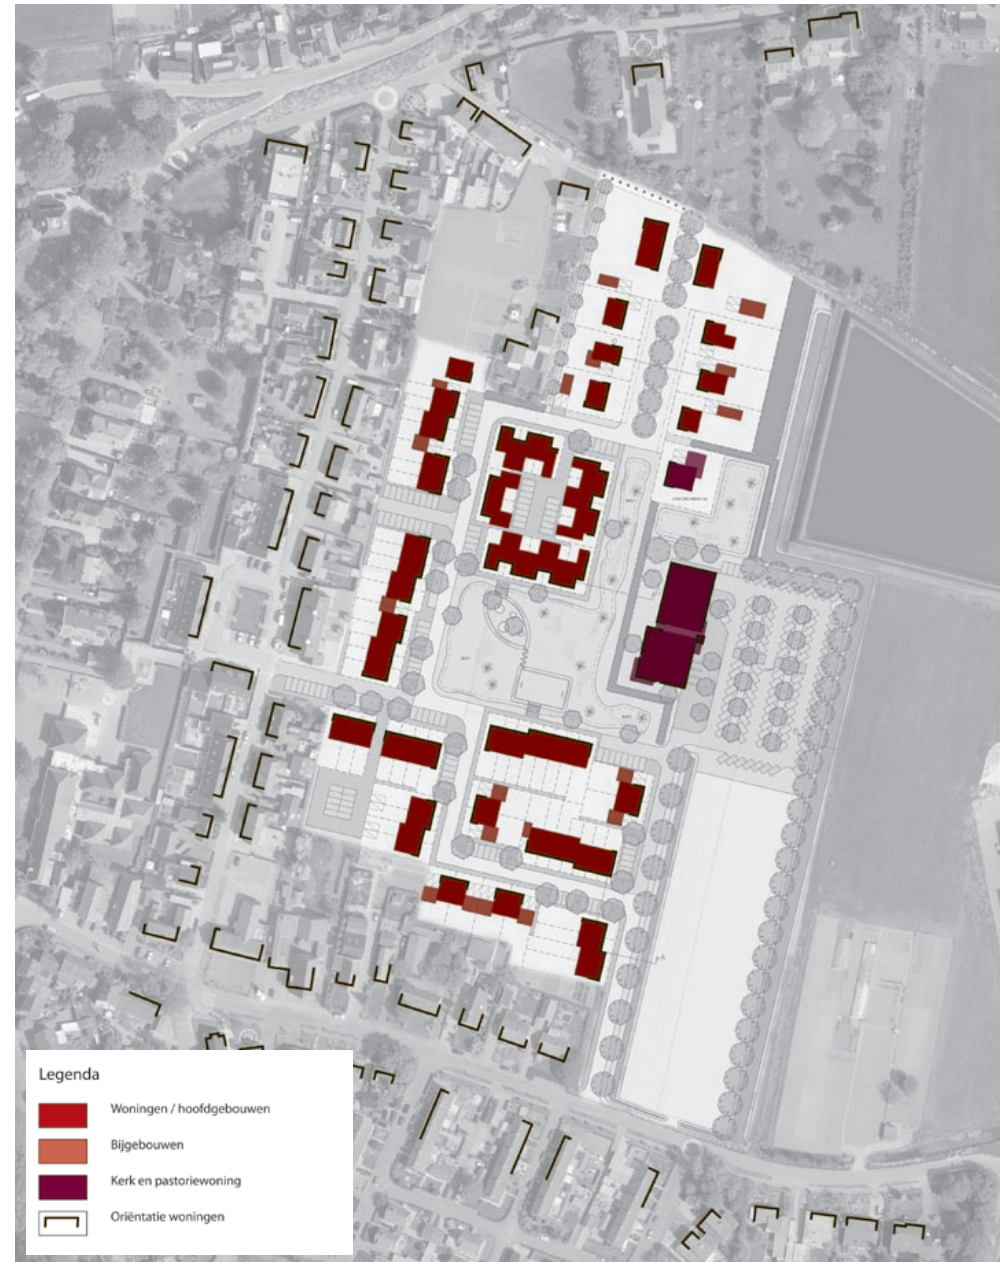 Legenda
Woningen / hoofdgebouwen
Bijgebouwen
Kerk en pastoriewoning
Oriëntatie woningen